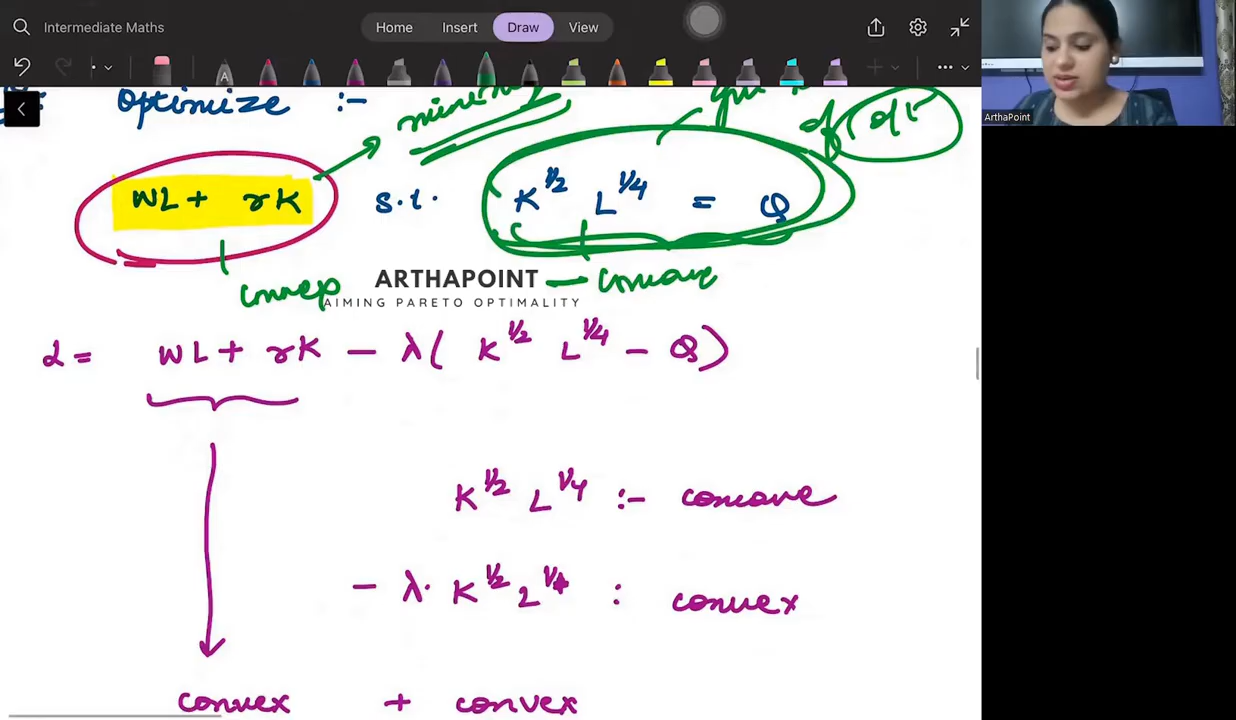 Intermediate Maths
Home Insert Draw View
Optimize :-
WL + rK s.t. K^1/2 L^1/4 = Q
ArthaPoint
ARTHAPOINT
concave
AIMING PARETO OPTIMALITY
L = WL + rK - λ( K^1/2 L^1/4 - Q)
K^1/2 L^1/4 :- concave
- λ. K^1/2 L^1/4 : convex
convex + convex